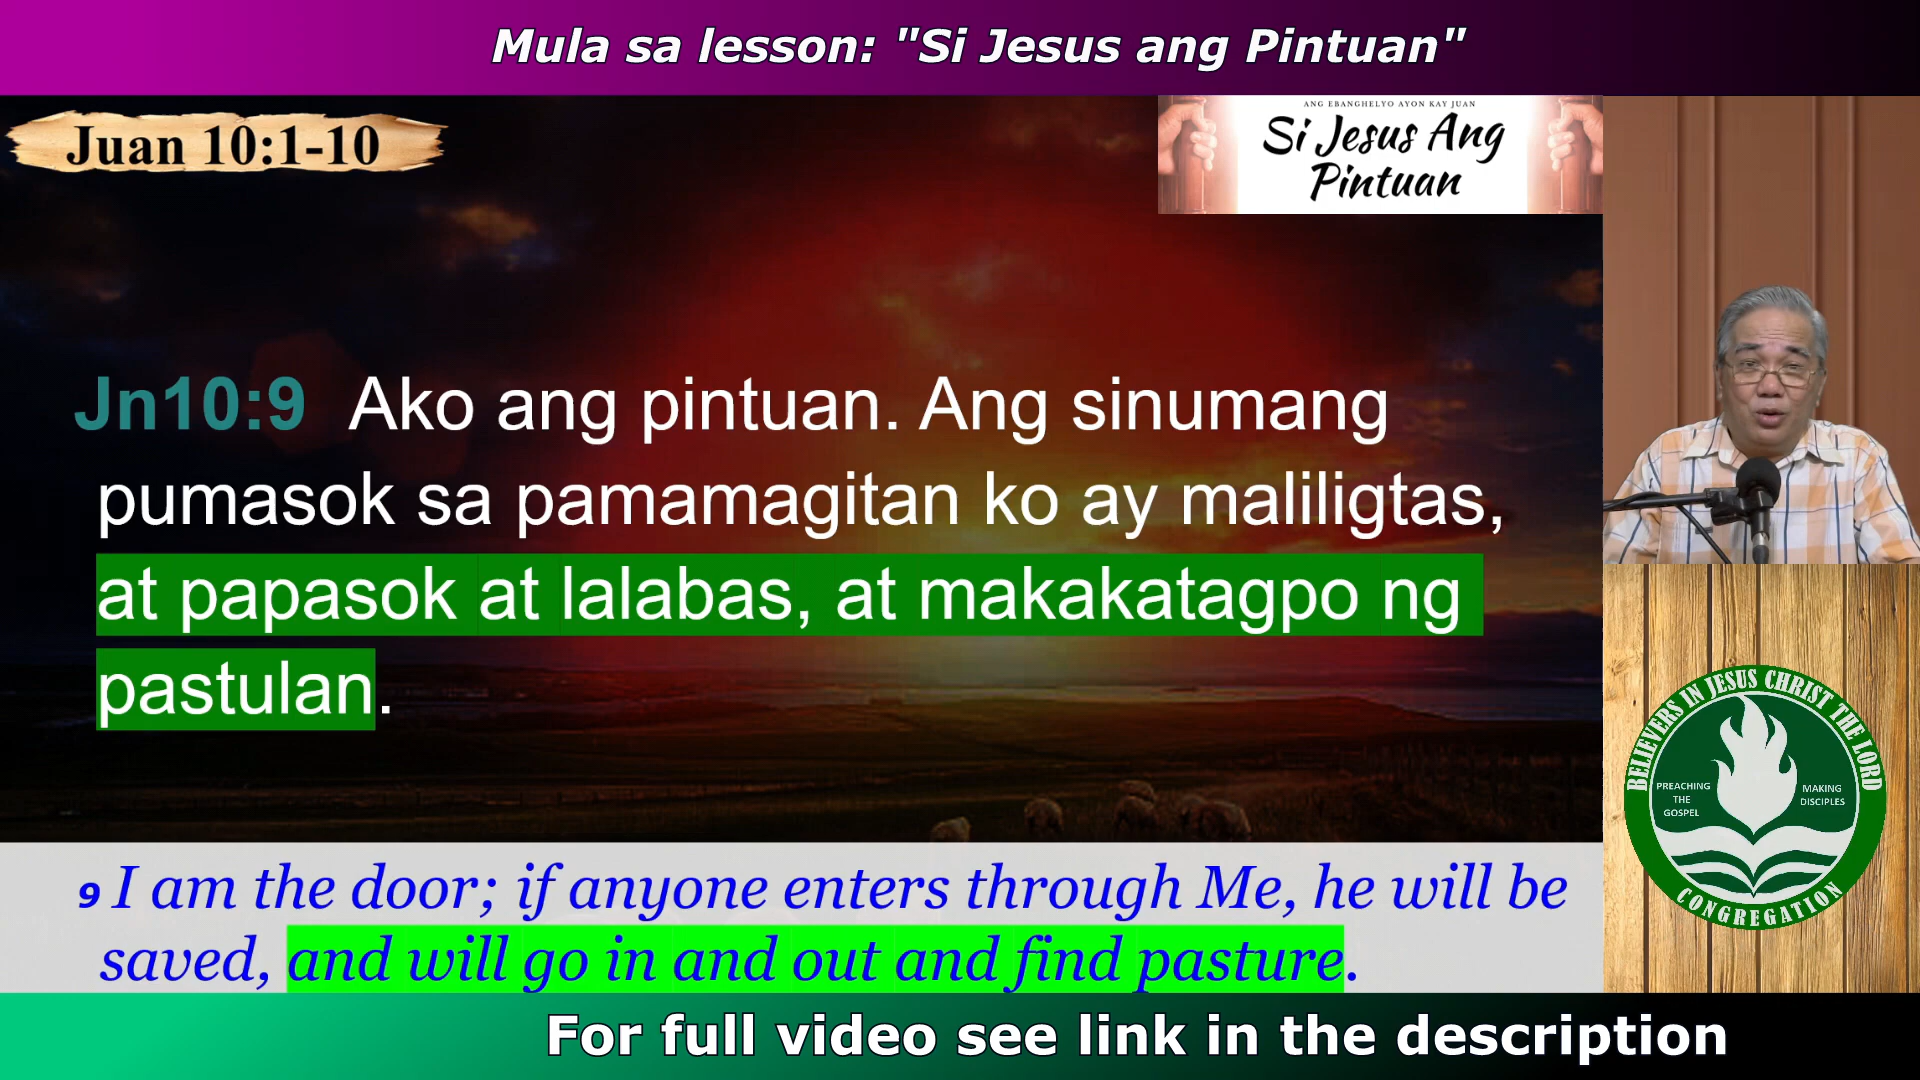 Mula sa lesson: "Si Jesus ang Pintuan"
Juan 10:1-10
ANG EBANGHELYO AYON KAY JUAN
Si Jesus Ang
Pintuan
Jn10:9 Ako ang pintuan. Ang sinumang
pumasok sa pamamagitan ko ay maliligtas,
at papasok at lalabas, at makakatagpo ng
pastulan.
9 I am the door; if anyone enters through Me, he will be
saved, and will go in and out and find pasture.
BELIEVERS IN JESUS CHRIST THE LORD
PREACHING
THE
GOSPEL
MAKING
DISCIPLES
CONGREGATION
For full video see link in the description